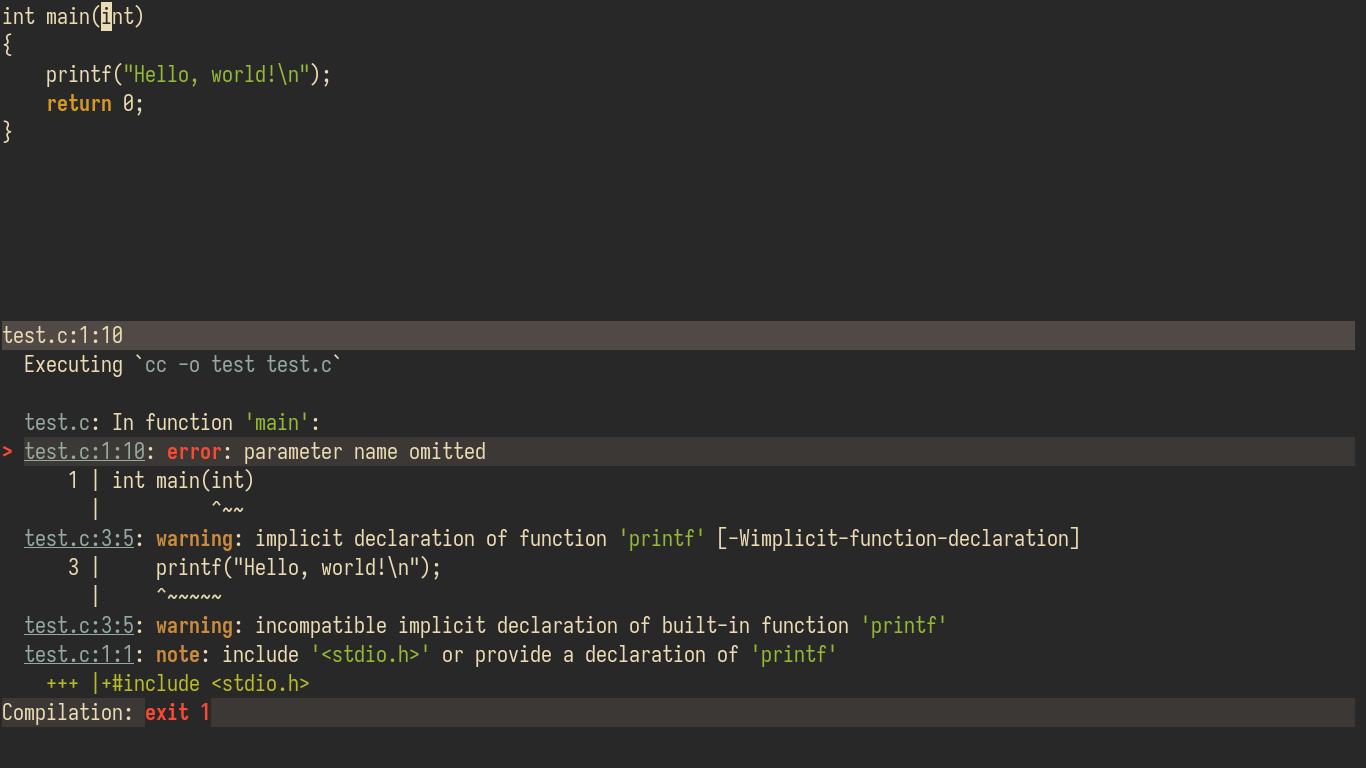 int main(int)
{
    printf("Hello, world!\n");
    return 0;
}
test.c:1:10
  Executing `cc -o test test.c`
  test.c: In function 'main':
> test.c:1:10: error: parameter name omitted
      1 | int main(int)
        |          ^~~
  test.c:3:5: warning: implicit declaration of function 'printf' [-Wimplicit-function-declaration]
      3 |     printf("Hello, world!\n");
        |     ^~~~~~
  test.c:3:5: warning: incompatible implicit declaration of built-in function 'printf'
  test.c:1:1: note: include '<stdio.h>' or provide a declaration of 'printf'
    +++ |+#include <stdio.h>
Compilation: exit 1